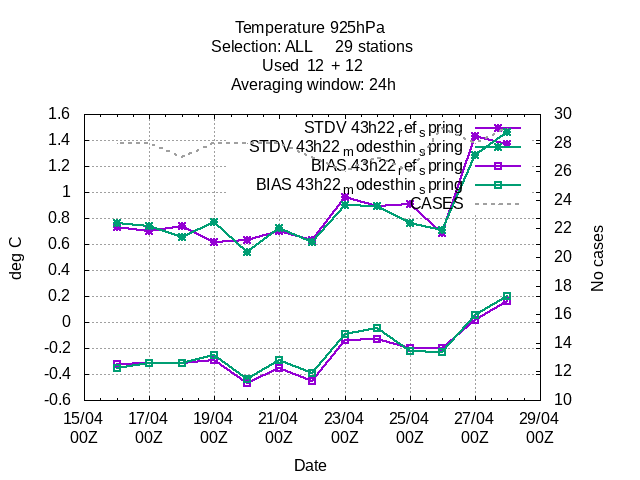 Temperature 925hPa
Selection: ALL 29 stations
Used 12 + 12
Averaging window: 24h
1.6
1.4
1.2
1
0.8
0.6
0.4
0.2
0
-0.2
-0.4
-0.6
deg C
30
28
26
24
22
20
18
16
14
12
10
No cases
STDV 43h22refspring
STDV 43h22modesthinspring
BIAS 43h22refspring
BIAS 43h22modesthinspring
CASES
15/04 17/04 19/04 21/04 23/04 25/04 27/04 29/04
00Z 00Z 00Z 00Z 00Z 00Z 00Z 00Z
Date